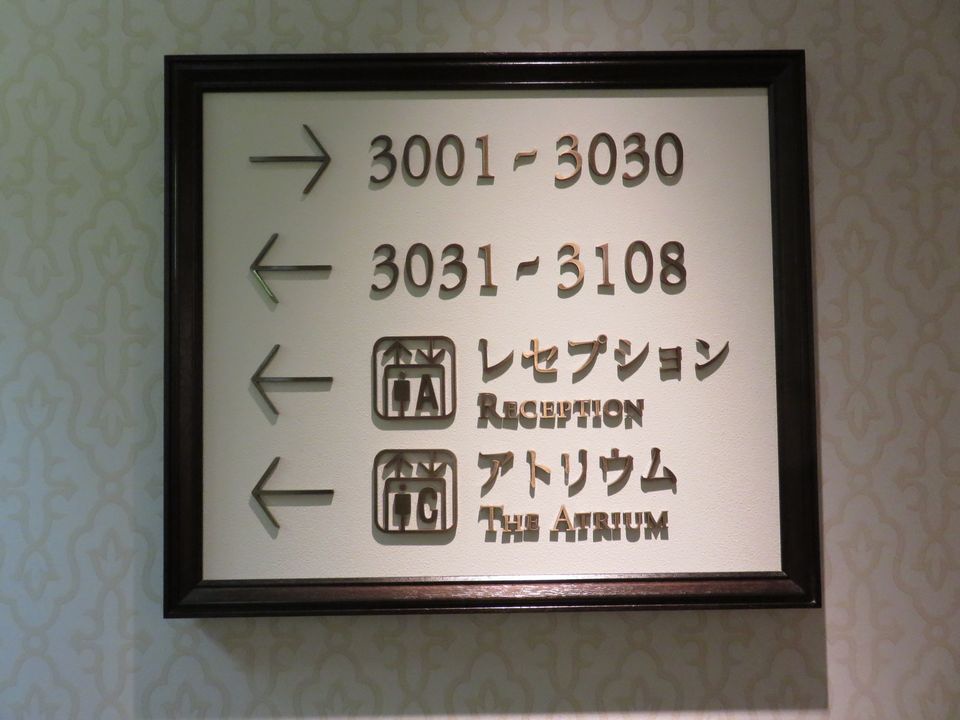 → 3001 ~ 3030
← 3031 ~ 3108
← A レセプション
RECEPTION
← C アトリウム
THE ATRIUM